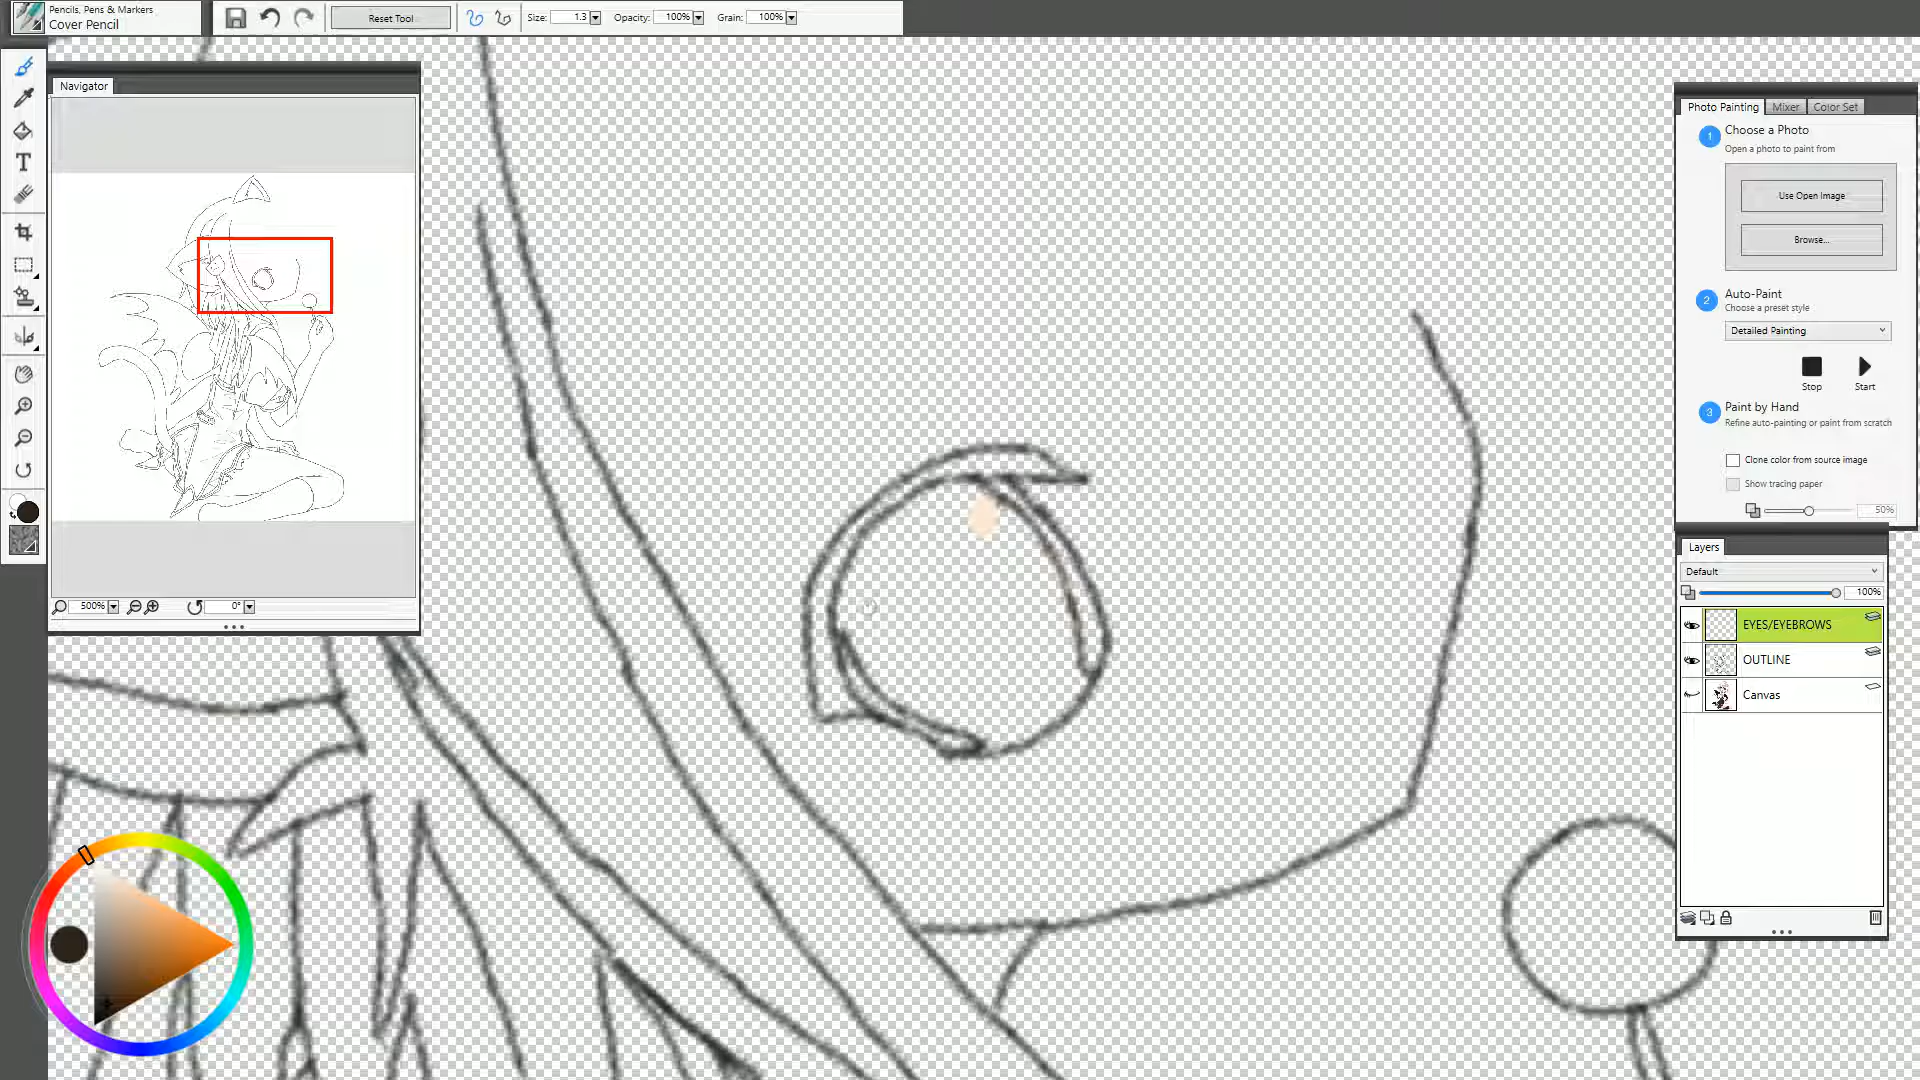 Pencils, Pens & Markers
Cover Pencil
Reset Tool
Size: 1.3
Opacity: 100%
Grain: 100%
Navigator
500%
0°
Photo Painting
Mixer
Color Set
1
Choose a Photo
Open a photo to paint from
Use Open Image
Browse...
2
Auto-Paint
Choose a preset style
Detailed Painting
Stop
Start
3
Paint by Hand
Refine auto-painting or paint from scratch
Clone color from source image
Show tracing paper
50%
Layers
Default
100%
EYES/EYEBROWS
OUTLINE
Canvas